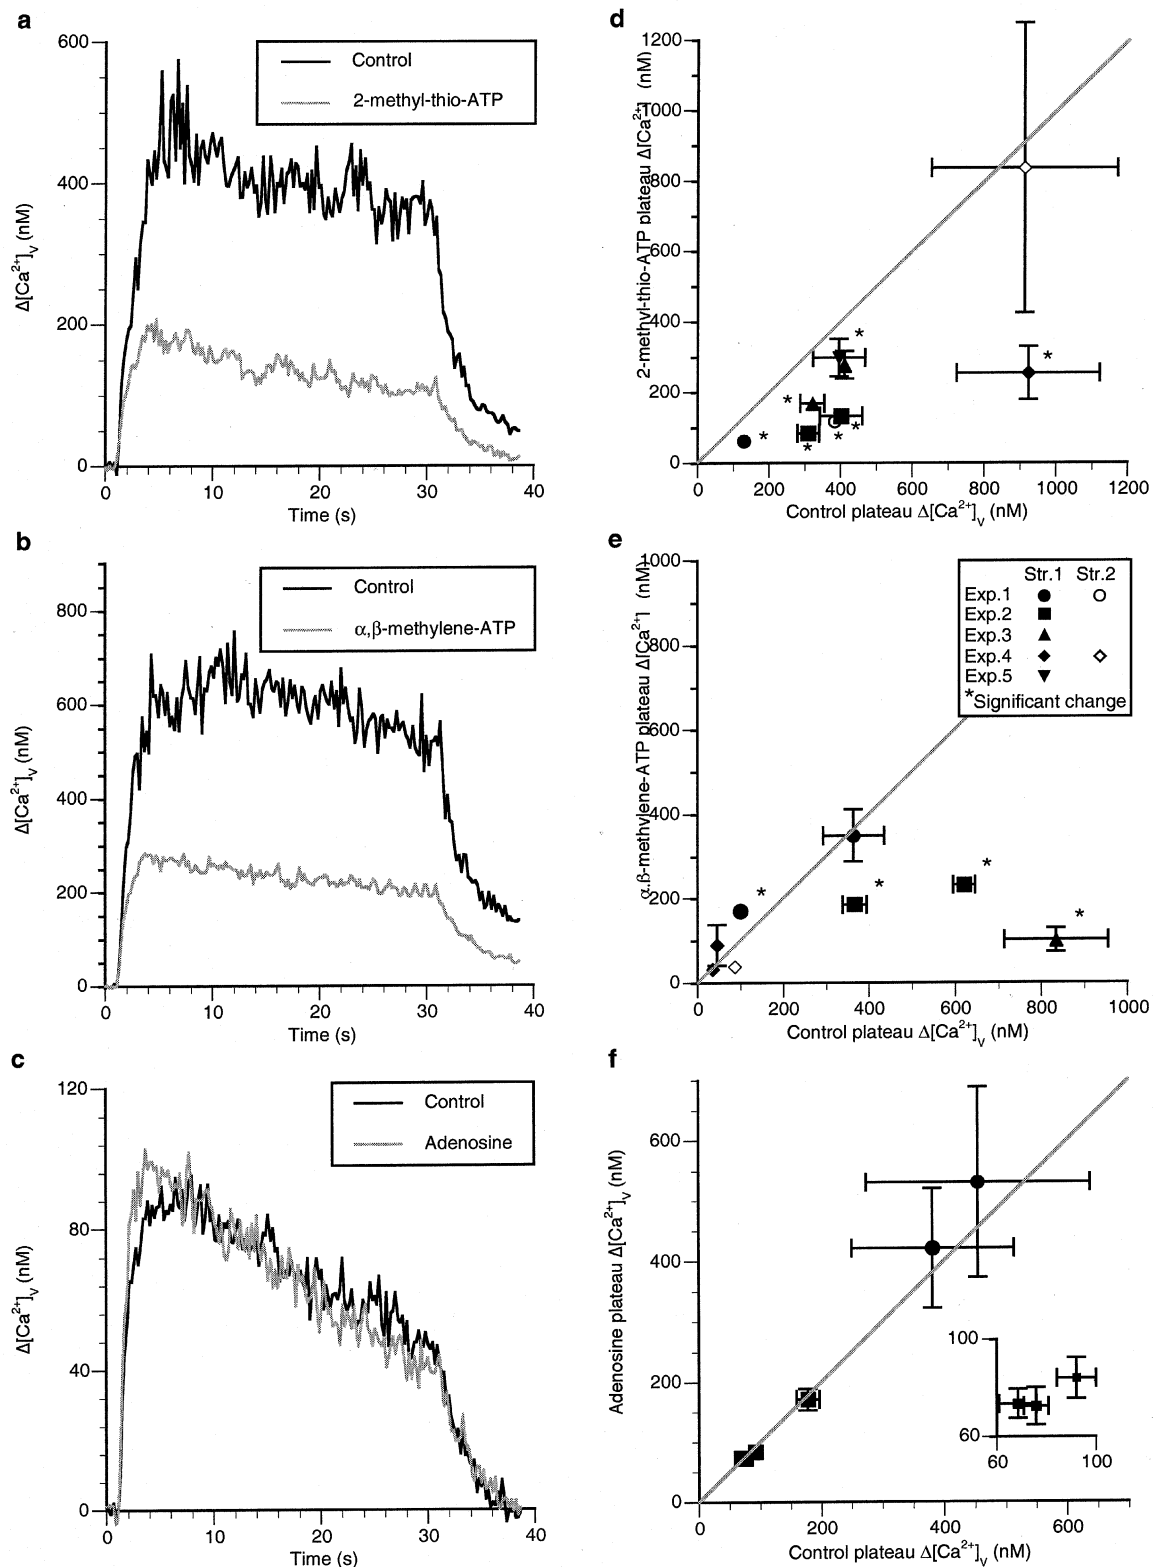 a
600
400
200
0
Δ[Ca²⁺]ᵥ (nM)
Control
2-methyl-thio-ATP
0 10 20 30 40
Time (s)
b
800
600
400
200
0
Δ[Ca²⁺]ᵥ (nM)
Control
α,β-methylene-ATP
0 10 20 30 40
Time (s)
c
120
80
40
0
Δ[Ca²⁺]ᵥ (nM)
Control
Adenosine
0 10 20 30 40
Time (s)
d
1200
1000
800
600
400
200
0
2-methyl-thio-ATP plateau Δ[Ca²⁺] (nM)
* * * * * * *
0 200 400 600 800 1000 1200
Control plateau Δ[Ca²⁺]ᵥ (nM)
e
1000
800
600
400
200
0
α,β-methylene-ATP plateau Δ[Ca²⁺] (nM)
Str.1 Str.2
Exp.1
Exp.2
Exp.3
Exp.4
Exp.5
*Significant change
* * * *
0 200 400 600 800 1000
Control plateau Δ[Ca²⁺]ᵥ (nM)
f
600
400
200
0
Adenosine plateau Δ[Ca²⁺]ᵥ (nM)
100
60
60 100
0 200 400 600
Control plateau Δ[Ca²⁺]ᵥ (nM)